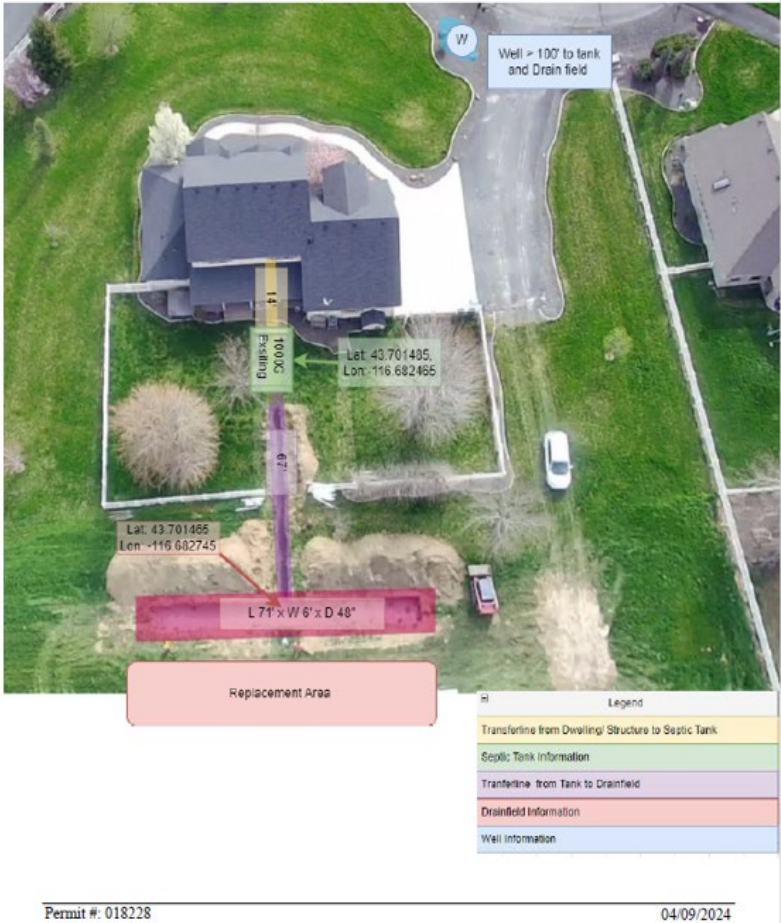 W
Well > 100' to tank
and Drain field
14'
1000G
Existing
Lat: 43.701485,
Lon:-116.682465
67'
Lat: 43.701465
Lon: -116.682745
L 71' x W 6' x D 48"
Replacement Area
Legend
Transferline from Dwelling/ Structure to Septic Tank
Septic Tank Information
Tranferline from Tank to Drainfield
Drainfield Information
Well Information
Permit #: 018228
04/09/2024